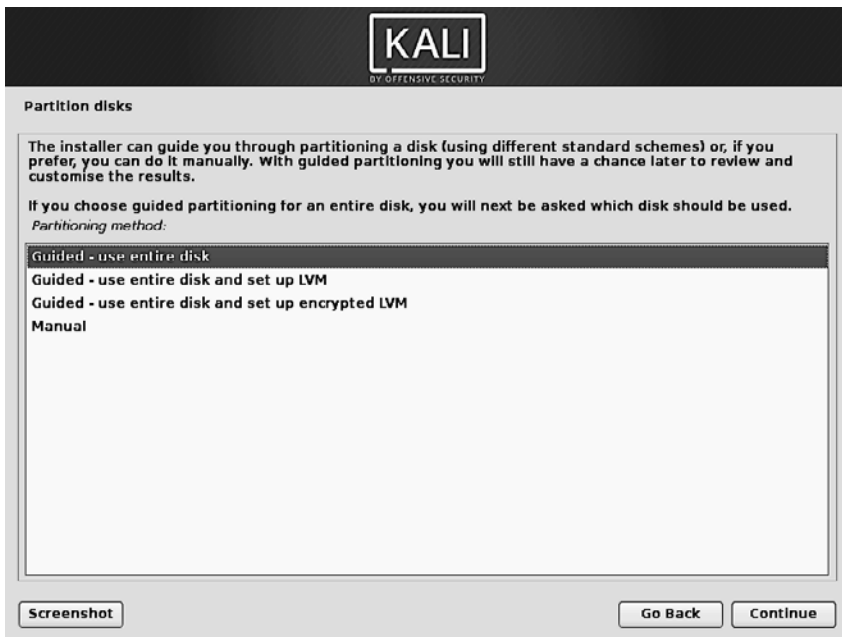 KALI
BY OFFENSIVE SECURITY
Partition disks
The installer can guide you through partitioning a disk (using different standard schemes) or, if you
prefer, you can do it manually. With guided partitioning you will still have a chance later to review and
customise the results.
If you choose guided partitioning for an entire disk, you will next be asked which disk should be used.
Partitioning method:
Guided - use entire disk
Guided - use entire disk and set up LVM
Guided - use entire disk and set up encrypted LVM
Manual
Screenshot
Go Back
Continue